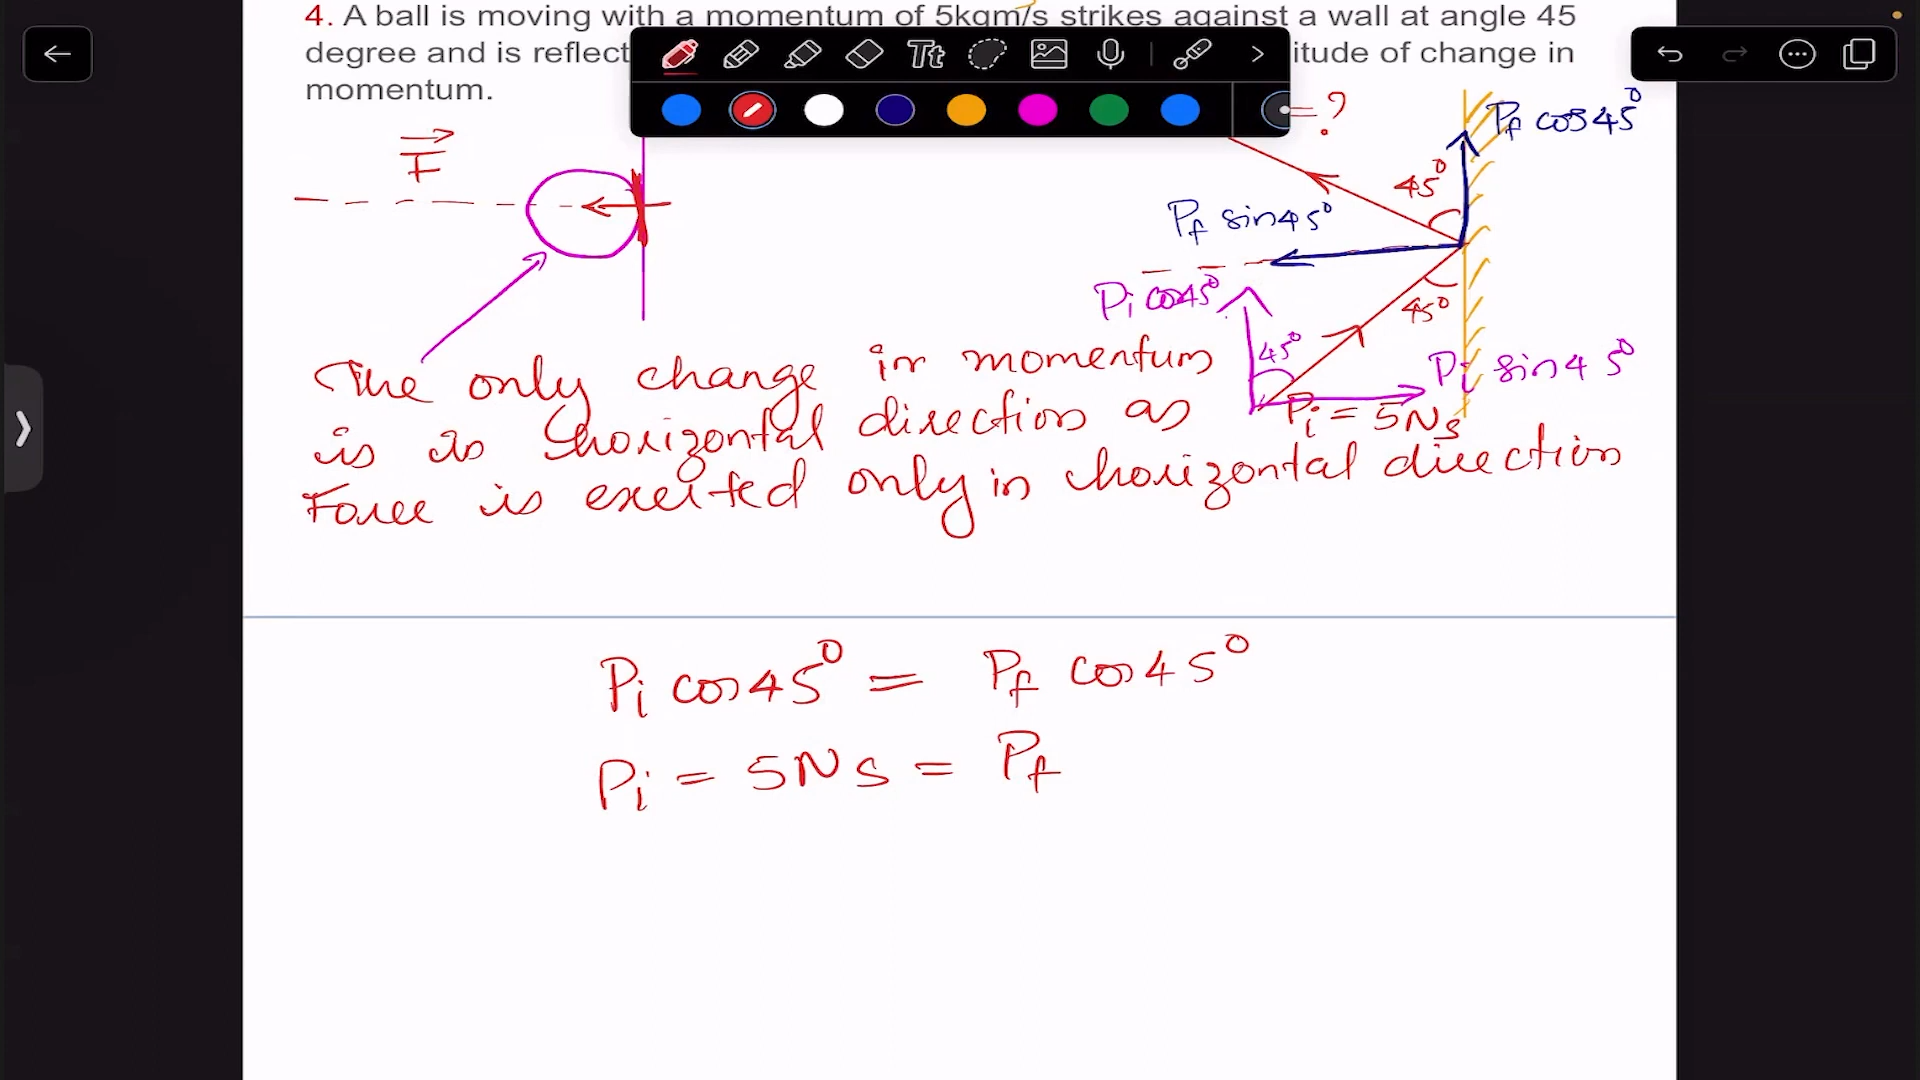 4. A ball is moving with a momentum of 5kgm/s strikes against a wall at angle 45
degree and is reflect itude of change in
momentum.
Tt
= ?
F
Pf cos45°
45°
Pf sin45°
Pi cos45°
45°
45°
Pi sin45°
Pi = 5Ns
The only change in momentum
is is horizontal direction as
Force is exerted only in horizontal direction
Pi cos45° = Pf cos45°
Pi = 5Ns = Pf